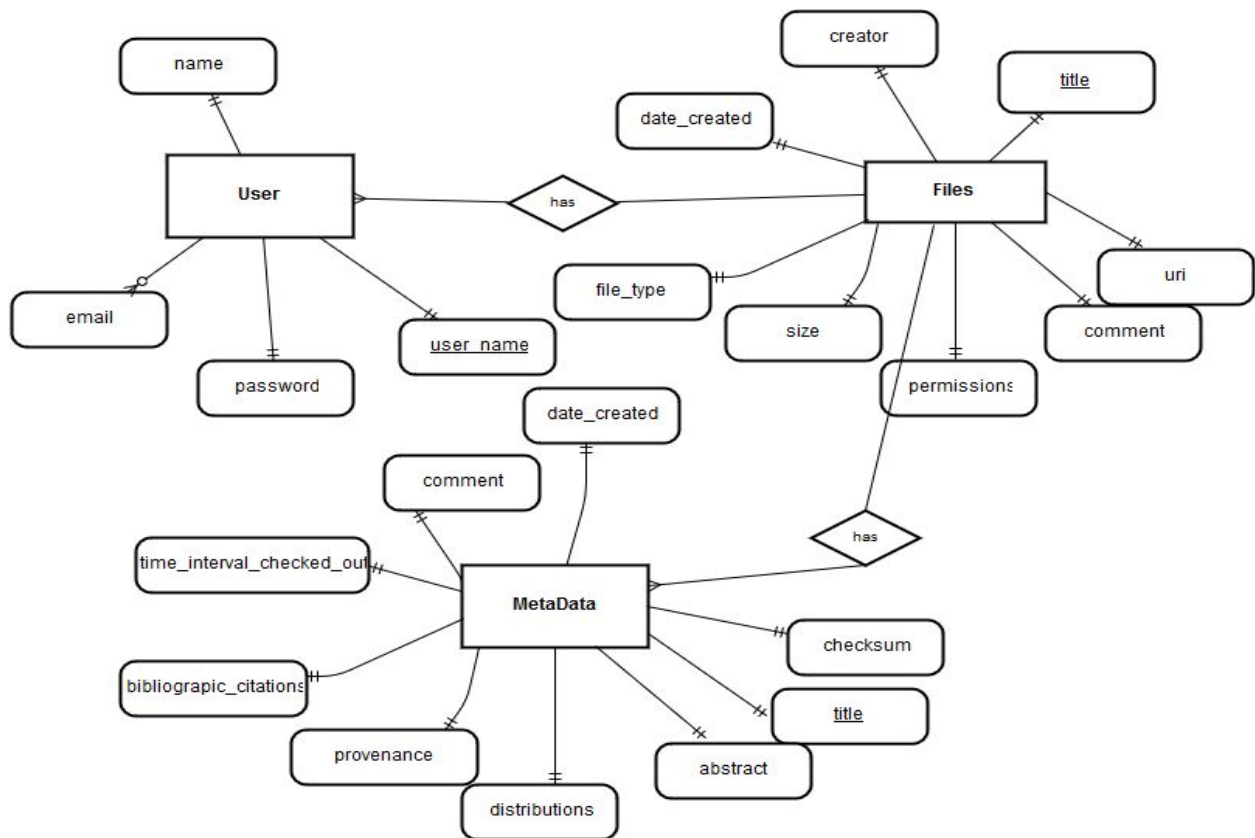 creator
name
title
date_created
User
Files
has
uri
file_type
email
size
comment
user_name
password
permissions
date_created
comment
has
time_interval_checked_out
MetaData
checksum
bibliograpic_citations
title
provenance
abstract
distributions